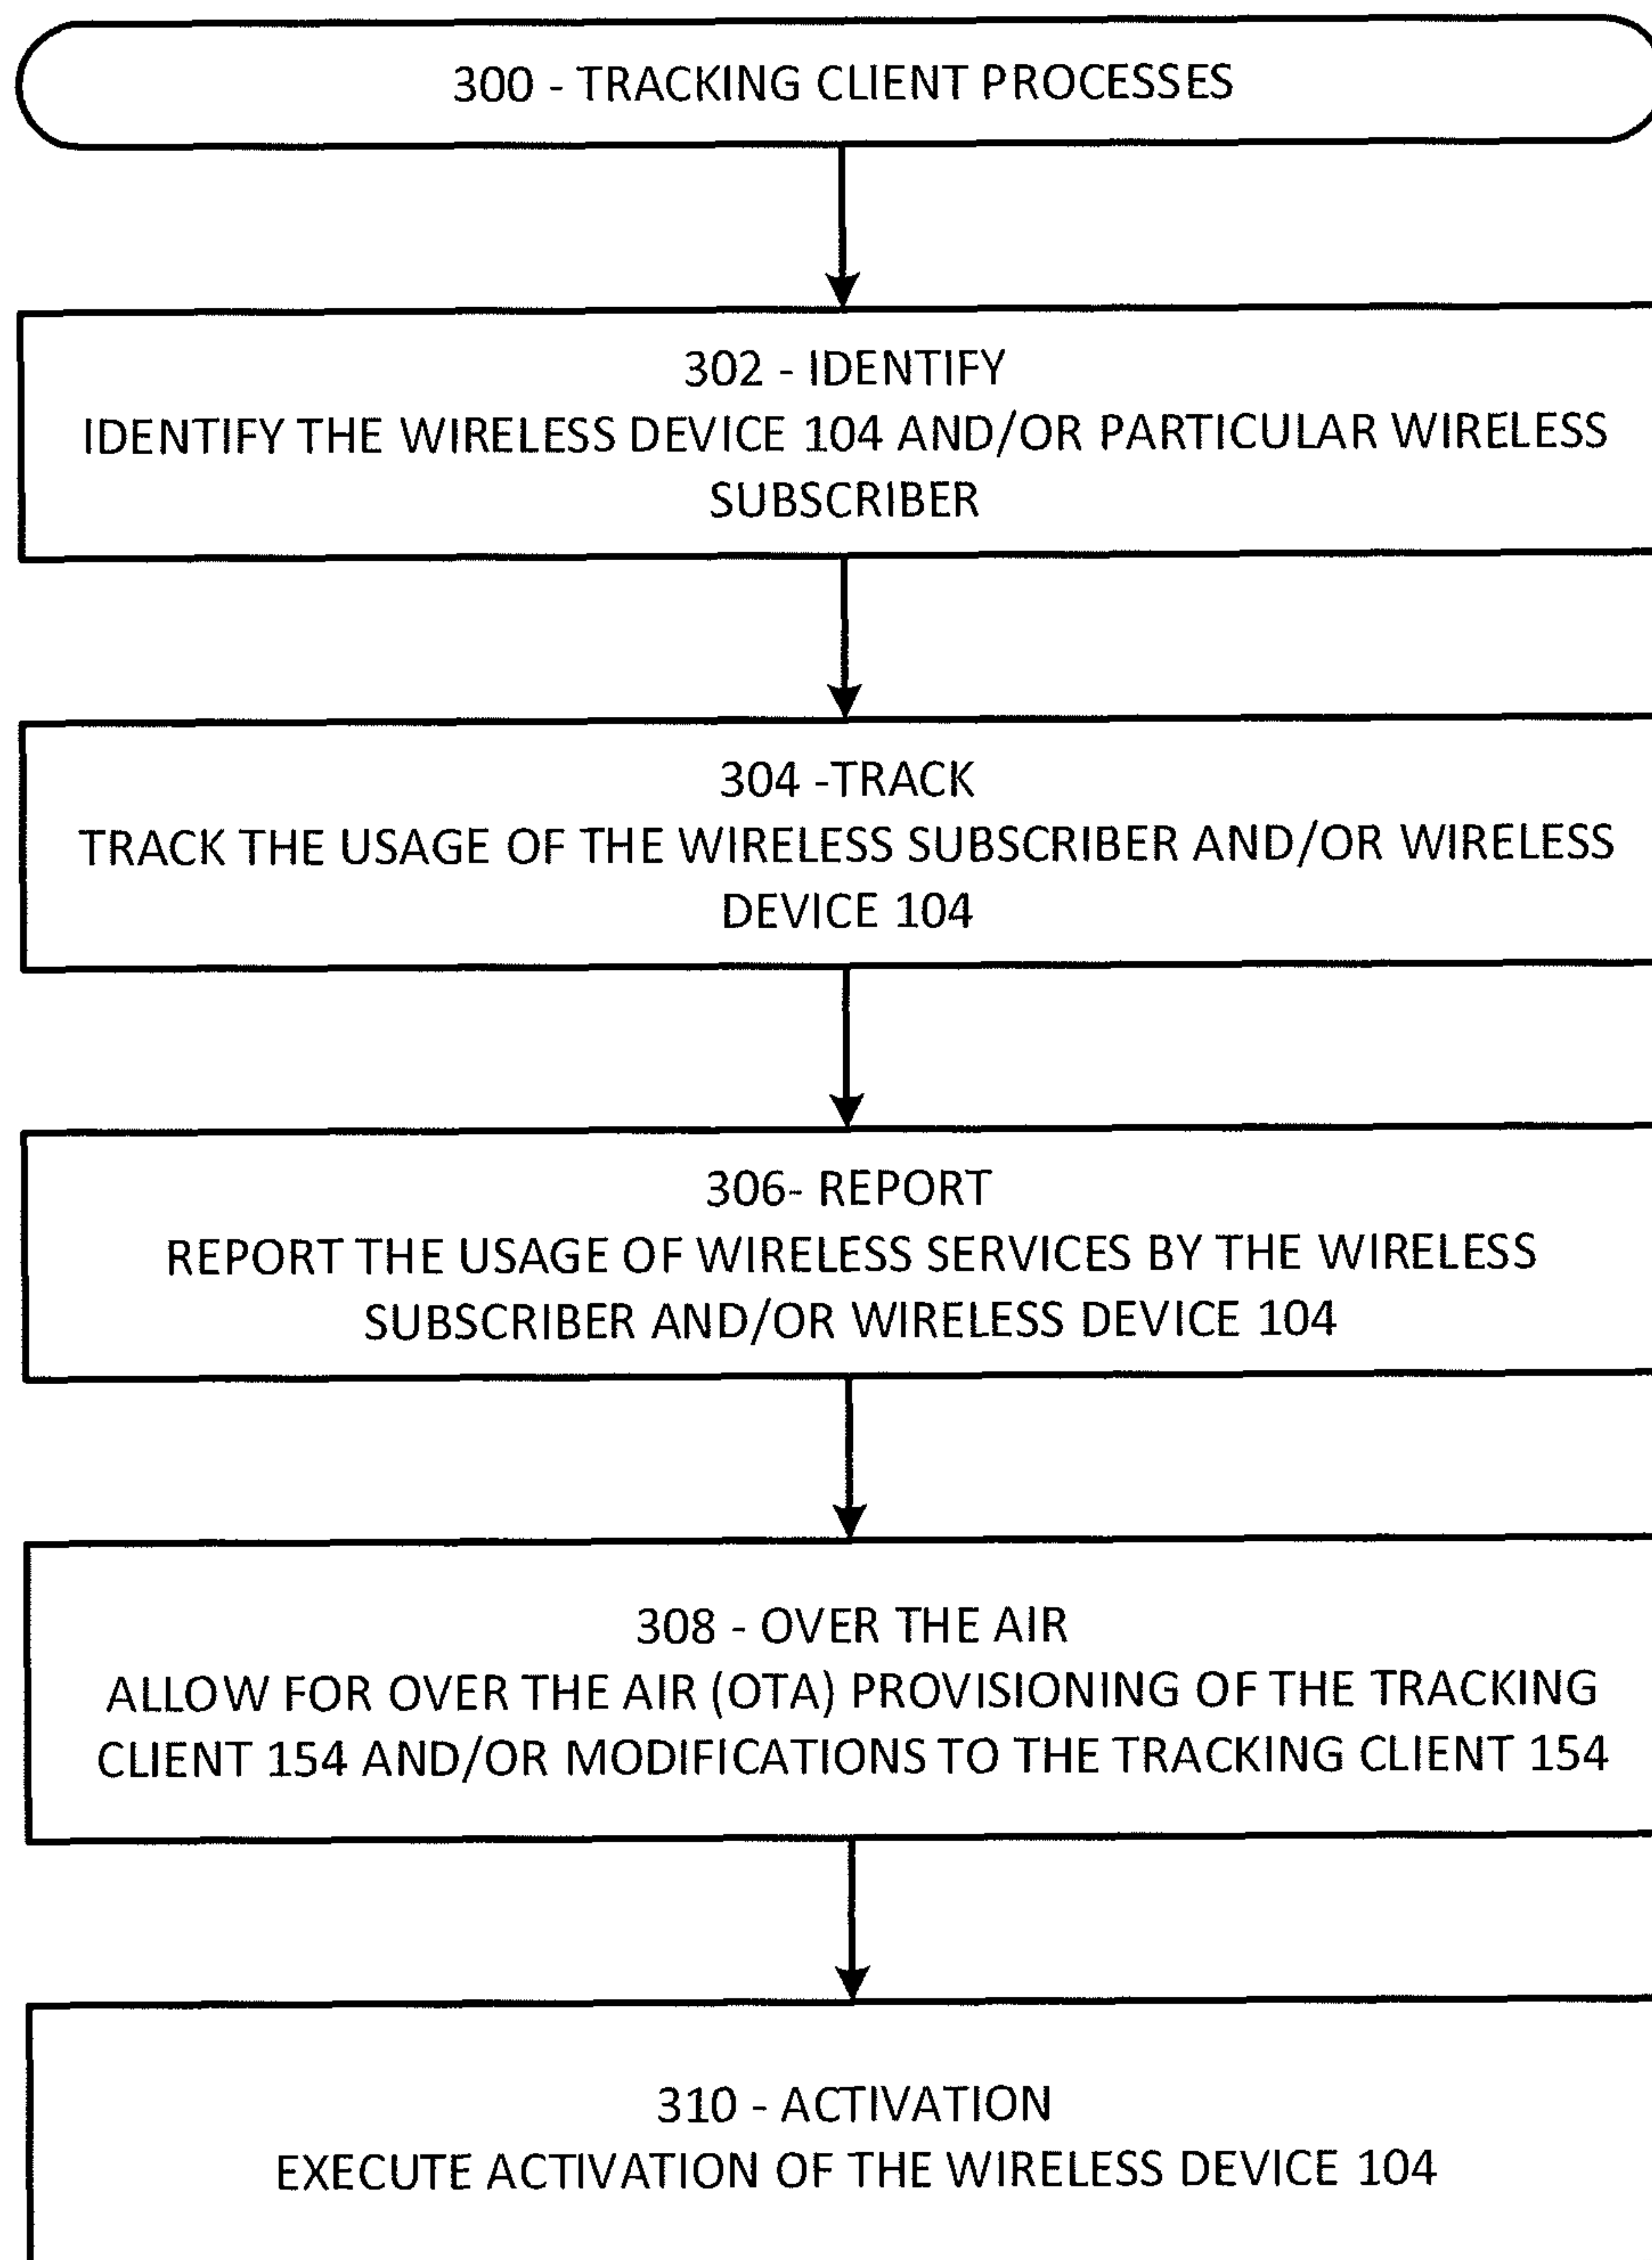 300 - TRACKING CLIENT PROCESSES
302 - IDENTIFY
IDENTIFY THE WIRELESS DEVICE 104 AND/OR PARTICULAR WIRELESS
SUBSCRIBER
304 -TRACK
TRACK THE USAGE OF THE WIRELESS SUBSCRIBER AND/OR WIRELESS
DEVICE 104
306- REPORT
REPORT THE USAGE OF WIRELESS SERVICES BY THE WIRELESS
SUBSCRIBER AND/OR WIRELESS DEVICE 104
308 - OVER THE AIR
ALLOW FOR OVER THE AIR (OTA) PROVISIONING OF THE TRACKING
CLIENT 154 AND/OR MODIFICATIONS TO THE TRACKING CLIENT 154
310 - ACTIVATION
EXECUTE ACTIVATION OF THE WIRELESS DEVICE 104